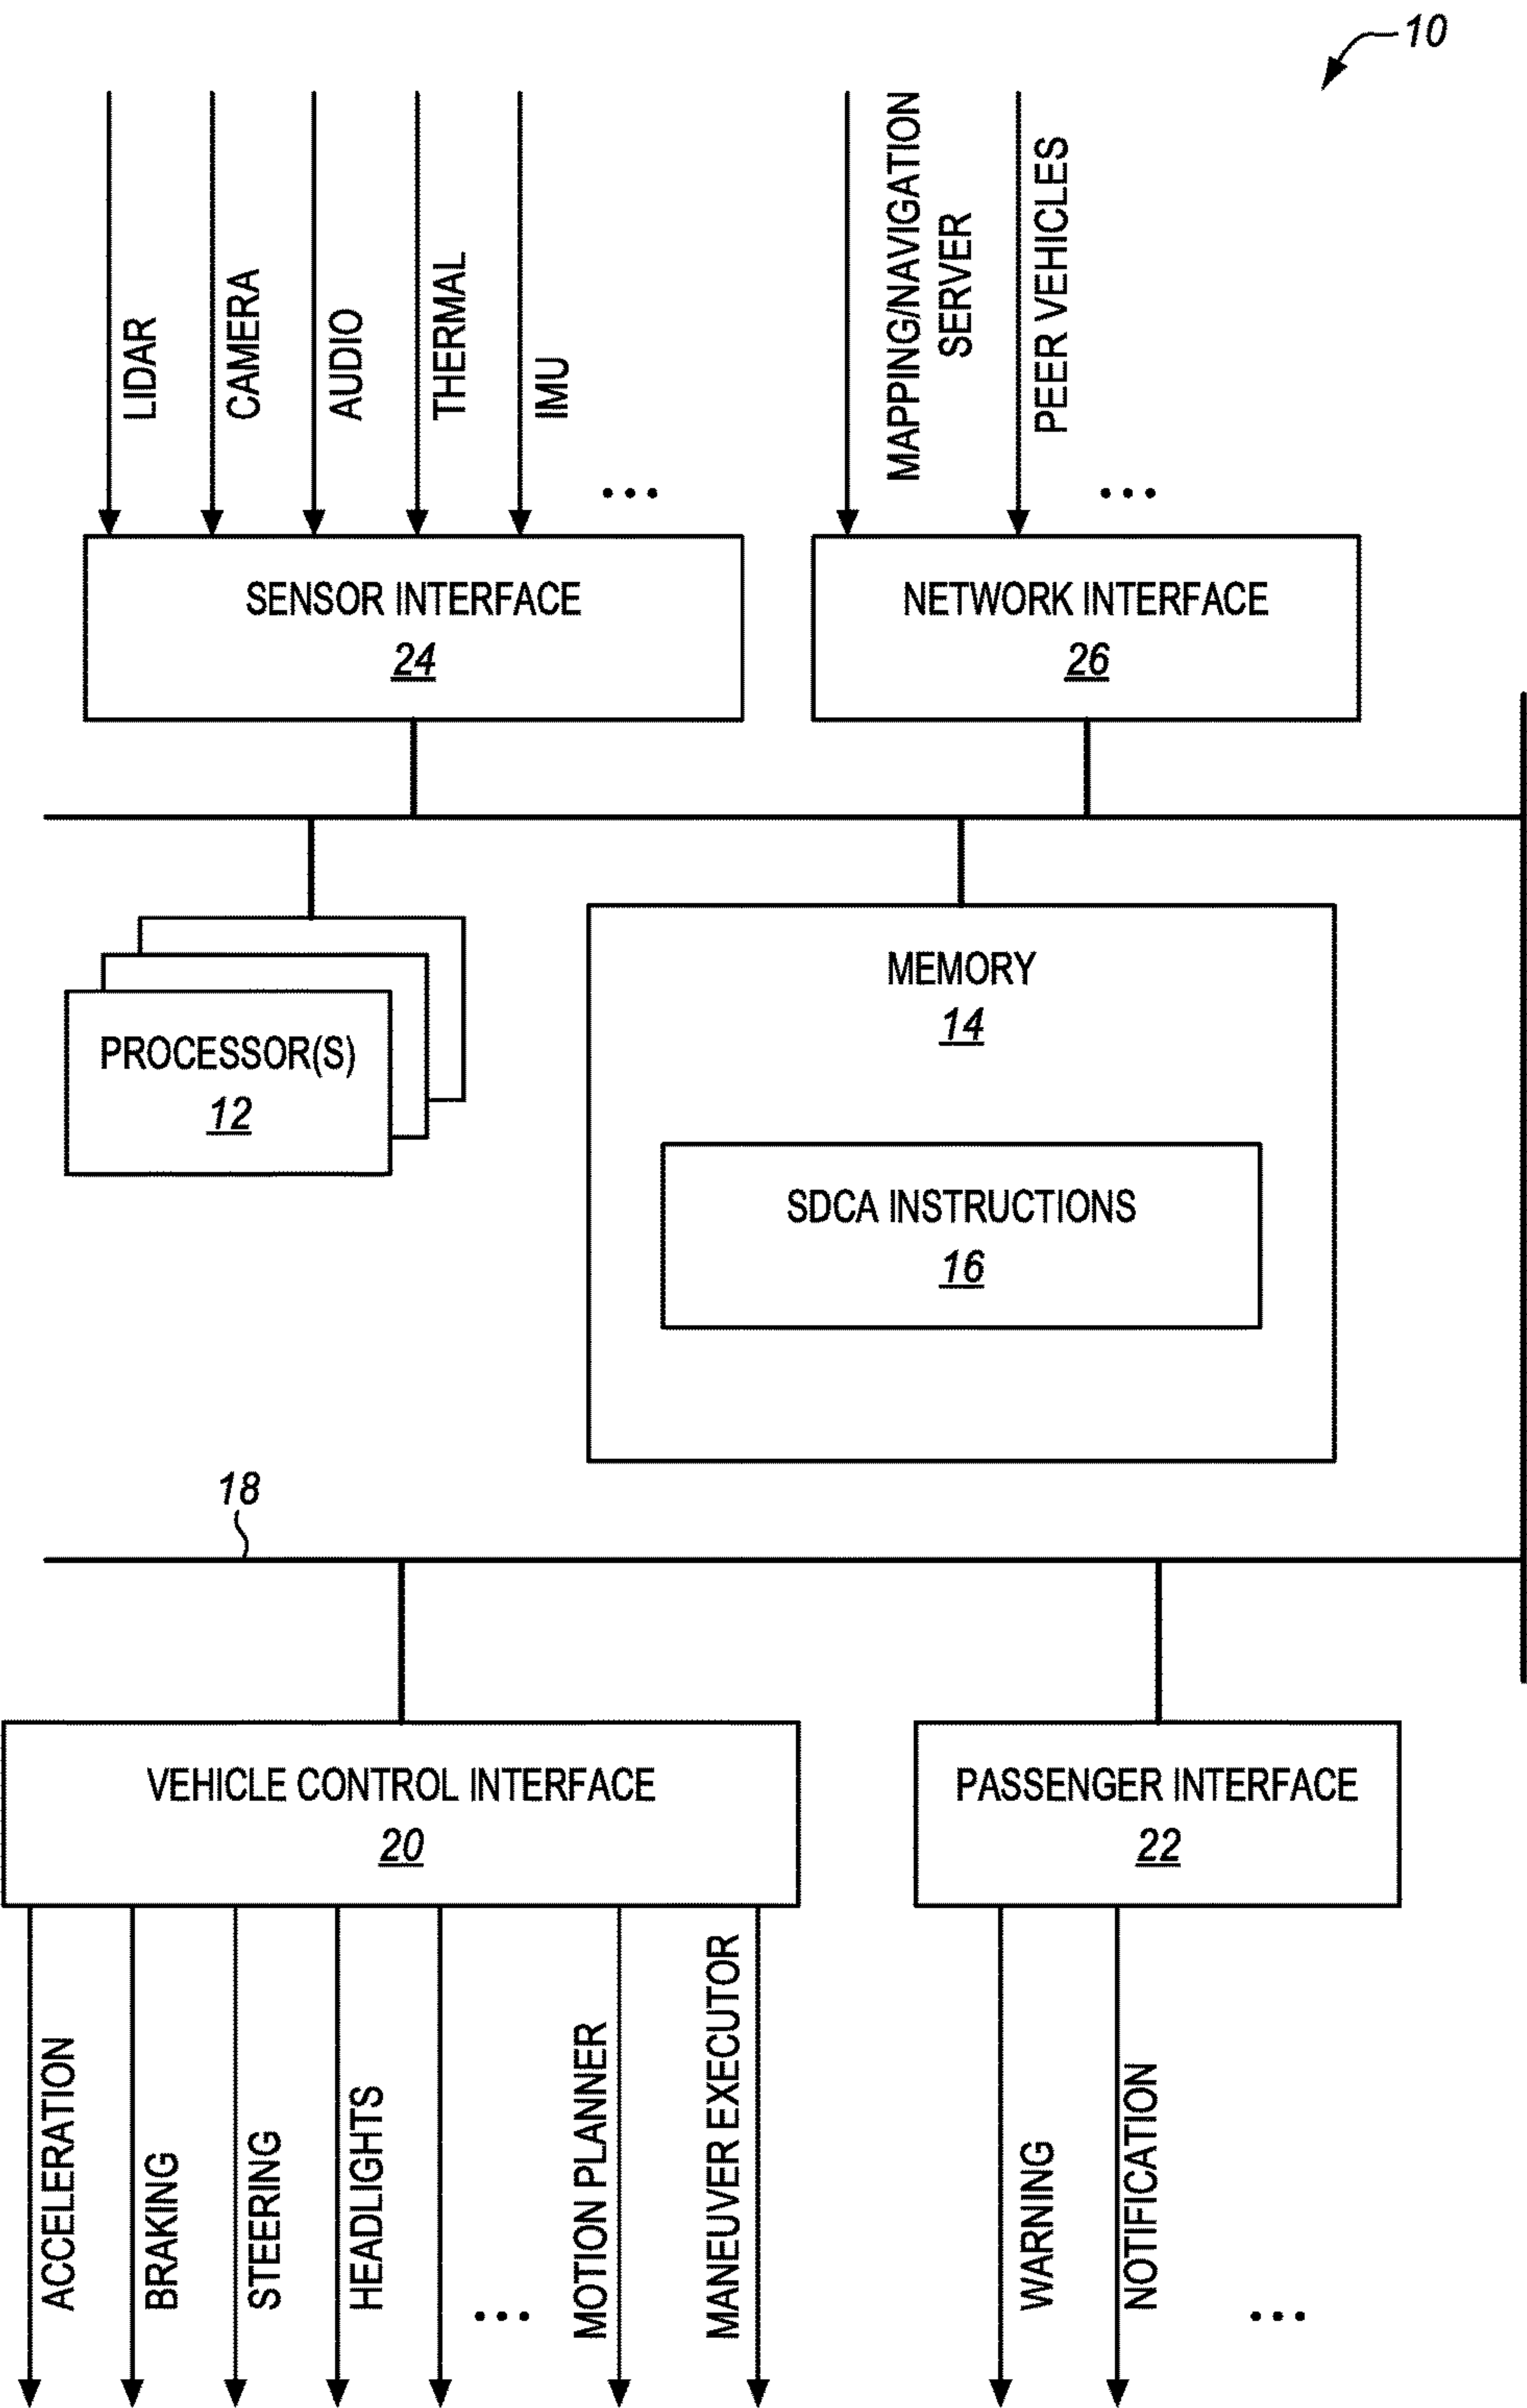 10
LIDAR
CAMERA
AUDIO
THERMAL
IMU
...
MAPPING/NAVIGATION
SERVER
PEER VEHICLES
...
SENSOR INTERFACE
24
NETWORK INTERFACE
26
PROCESSOR(S)
12
MEMORY
14
SDCA INSTRUCTIONS
16
18
VEHICLE CONTROL INTERFACE
20
PASSENGER INTERFACE
22
ACCELERATION
BRAKING
STEERING
HEADLIGHTS
...
MOTION PLANNER
MANEUVER EXECUTOR
WARNING
NOTIFICATION
...